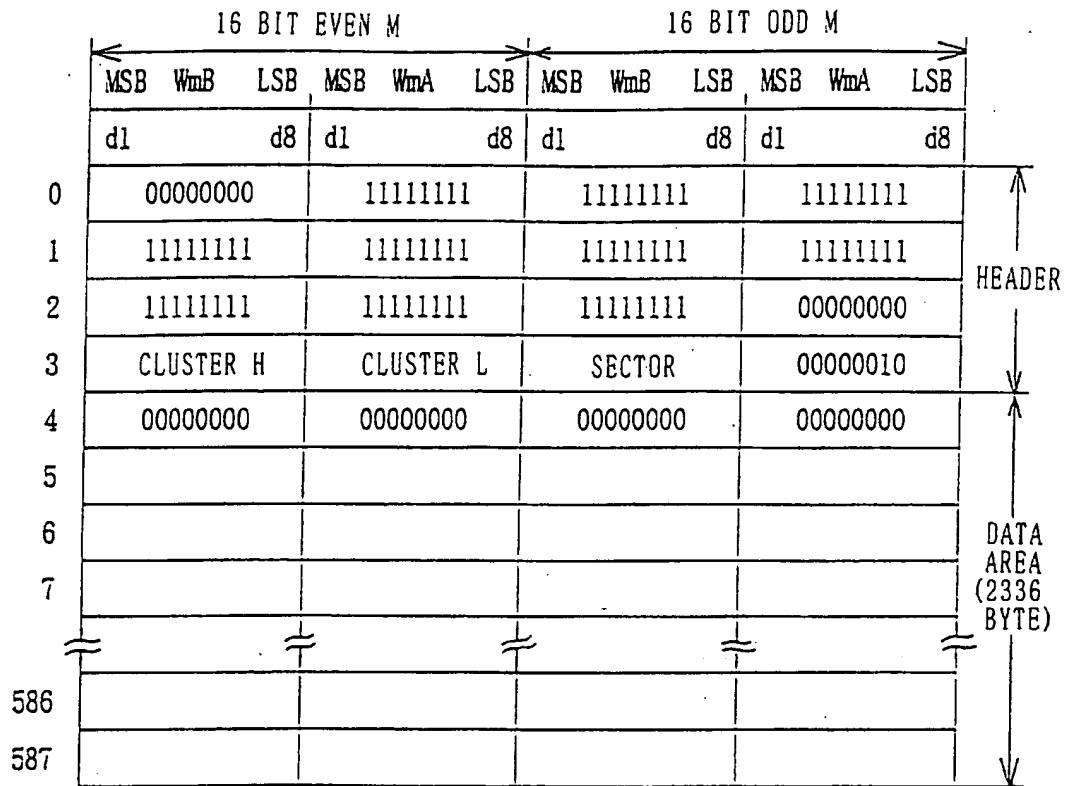 16 BIT EVEN M 16 BIT ODD M
MSB WmB LSB MSB WmA LSB MSB WmB LSB MSB WmA LSB
d1 d8 d1 d8 d1 d8 d1 d8
0 00000000 11111111 11111111 11111111
1 11111111 11111111 11111111 11111111
HEADER
2 11111111 11111111 11111111 00000000
3 CLUSTER H CLUSTER L SECTOR 00000010
4 00000000 00000000 00000000 00000000
5
6
7
DATA
AREA
(2336
BYTE)
586
587